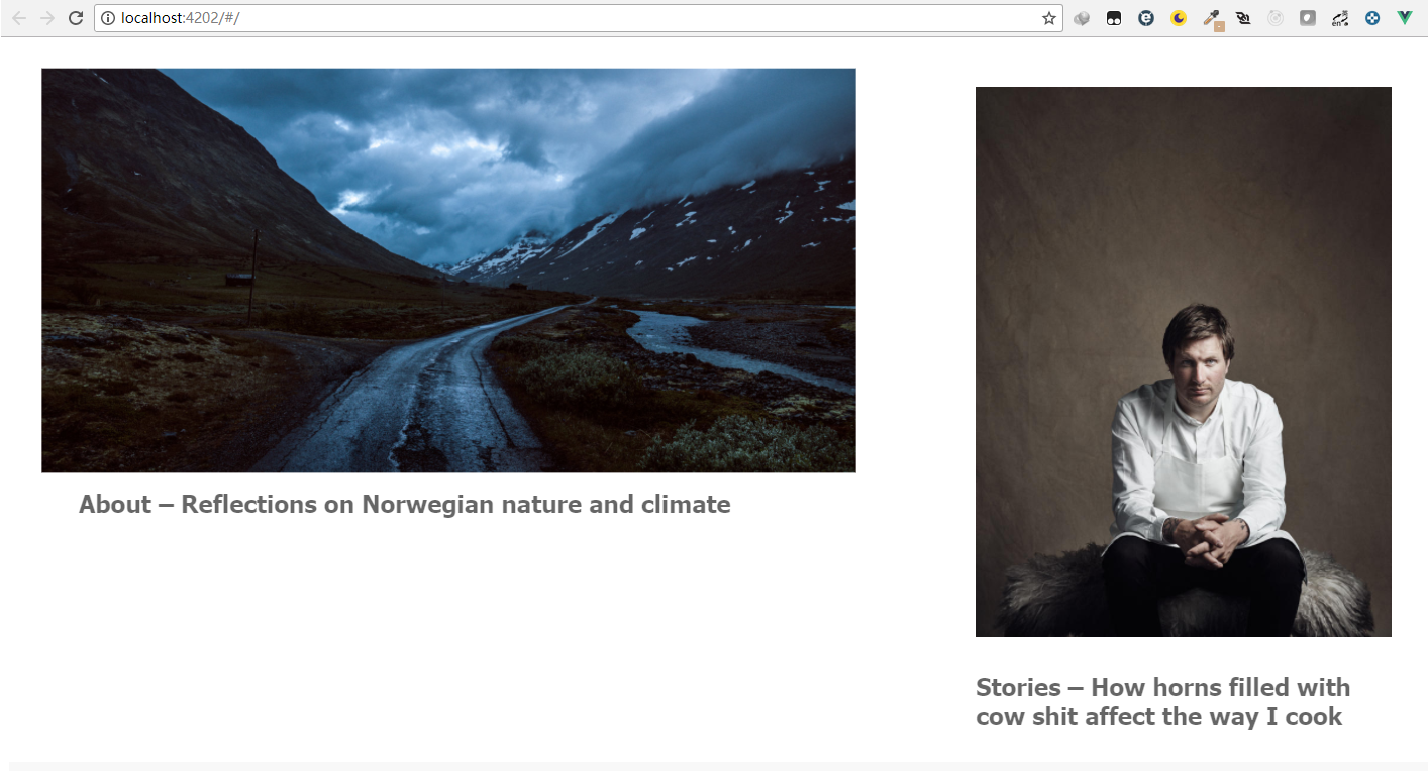 localhost:4202/#/
About – Reflections on Norwegian nature and climate
Stories – How horns filled with
cow shit affect the way I cook